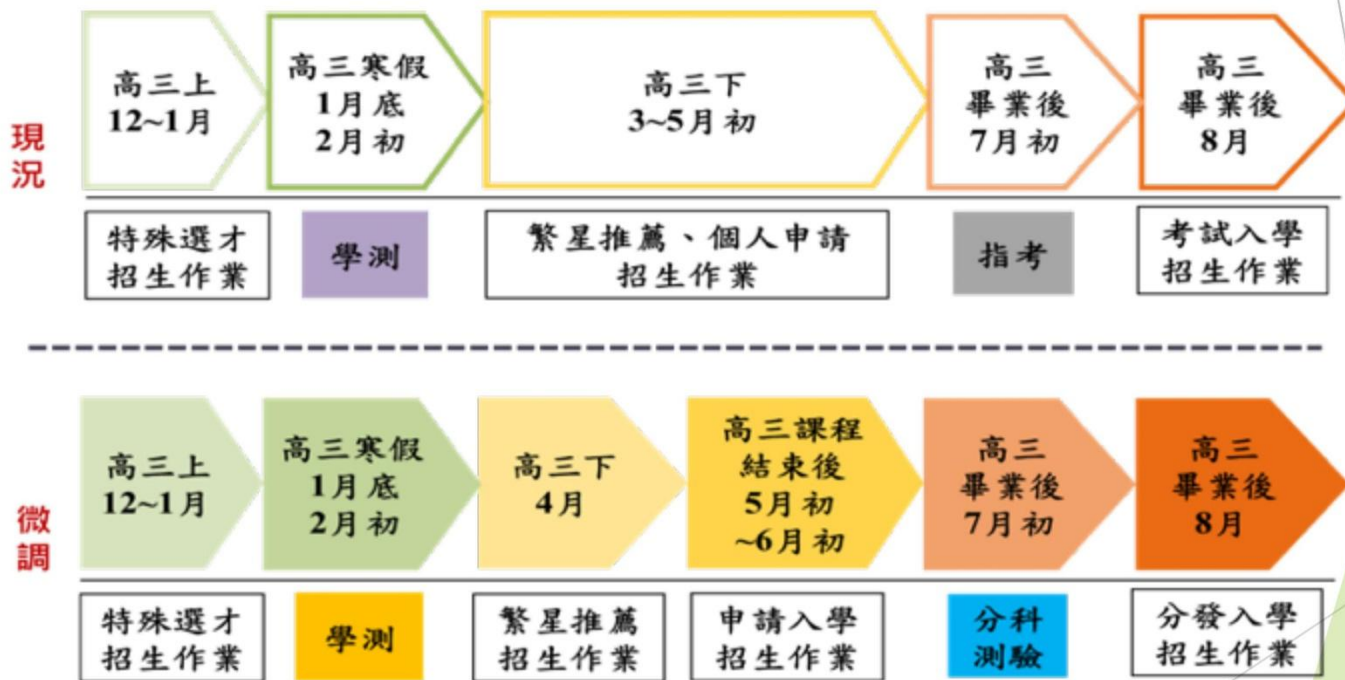 現況
高三上
12~1月
高三寒假
1月底
2月初
高三下
3~5月初
高三
畢業後
7月初
高三
畢業後
8月
特殊選才
招生作業
學測
繁星推薦、個人申請
招生作業
指考
考試入學
招生作業
微調
高三上
12~1月
高三寒假
1月底
2月初
高三下
4月
高三課程
結束後
5月初
~6月初
高三
畢業後
7月初
高三
畢業後
8月
特殊選才
招生作業
學測
繁星推薦
招生作業
申請入學
招生作業
分科
測驗
分發入學
招生作業